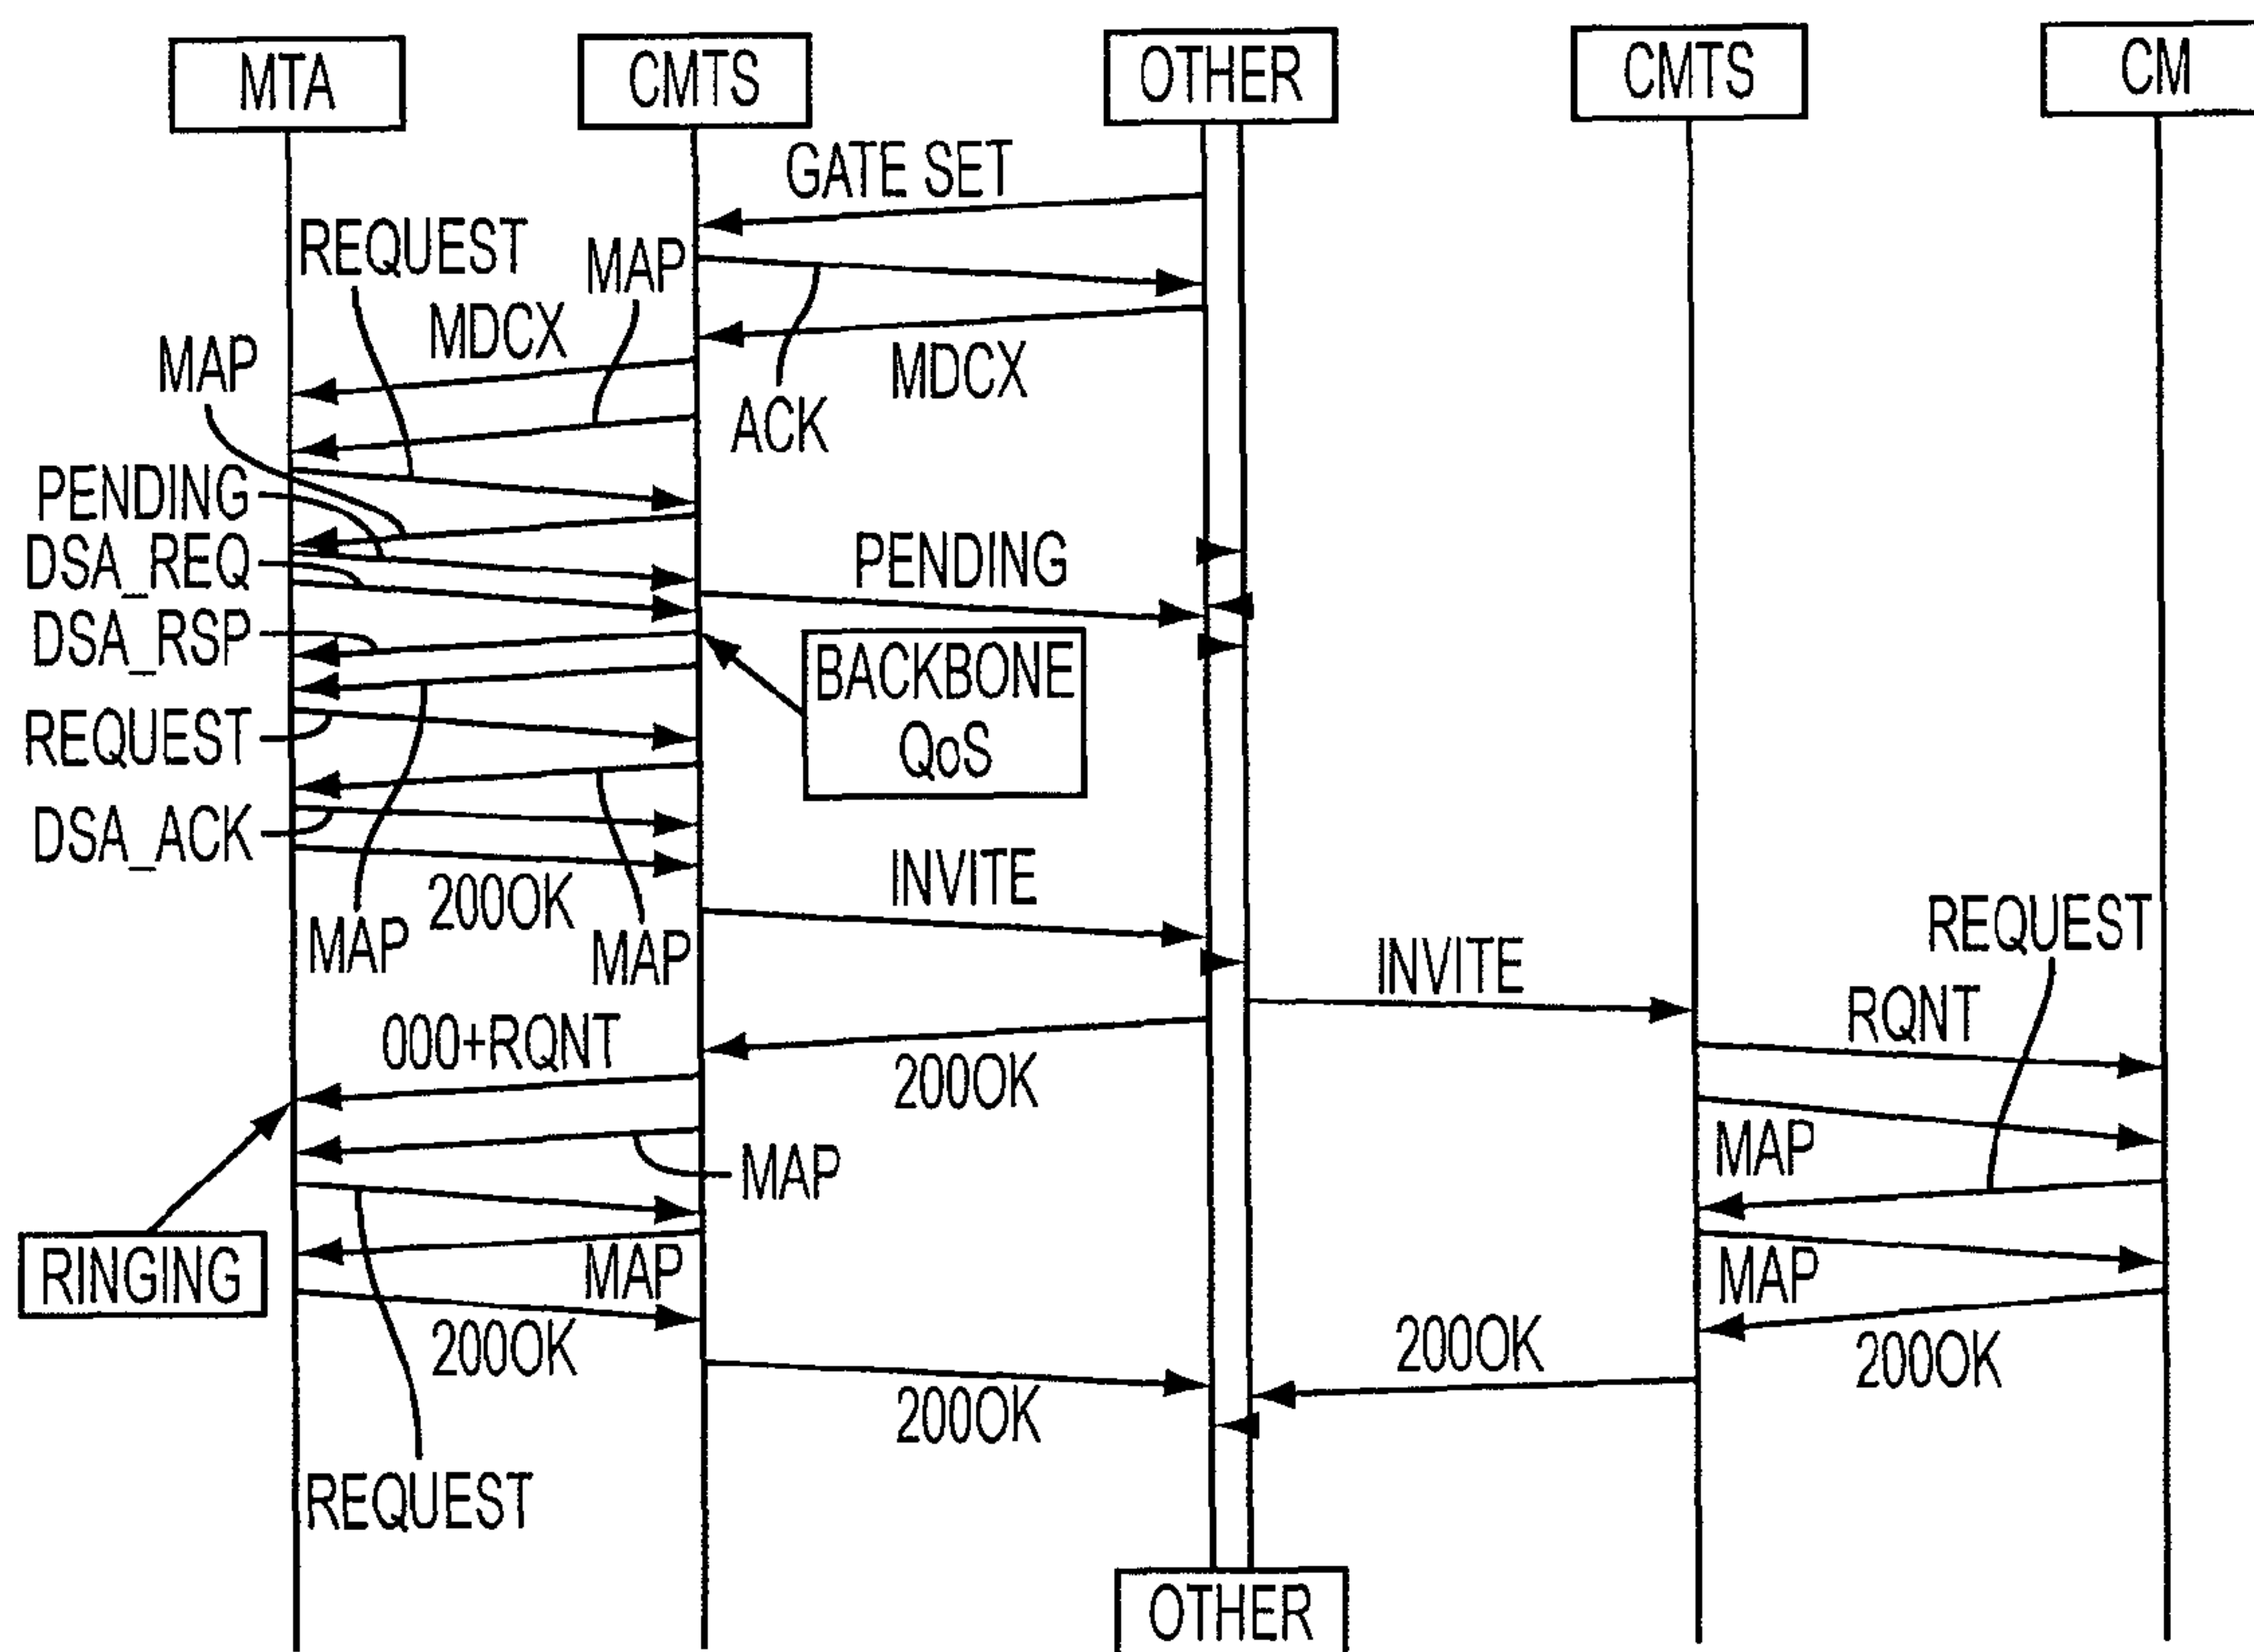 MTA
CMTS
OTHER
CMTS
CM
GATE SET
REQUEST
MAP
MDCX
MAP
MDCX
ACK
PENDING
DSA_REQ
PENDING
DSA_RSP
BACKBONE
QoS
REQUEST
DSA_ACK
INVITE
200OK
MAP
MAP
REQUEST
INVITE
RQNT
000+RQNT
200OK
MAP
MAP
RINGING
MAP
MAP
200OK
200OK
200OK
200OK
REQUEST
OTHER